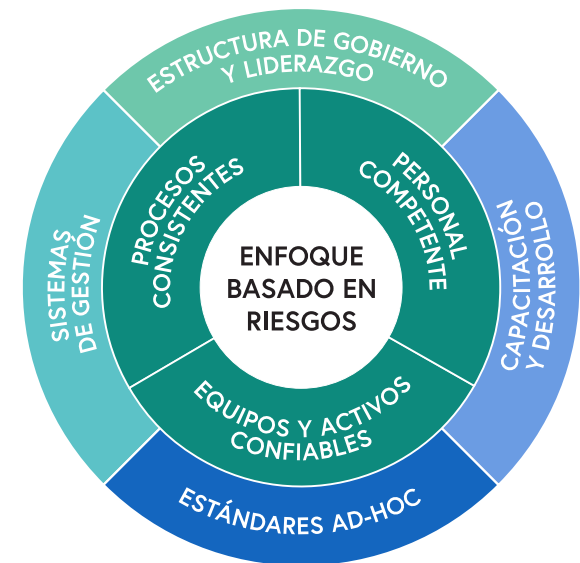 ESTRUCTURA DE GOBIERNO
Y LIDERAZGO
SISTEMAS
DE GESTIÓN
PROCESOS
CONSISTENTES
PERSONAL
COMPETENTE
CAPACITACIÓN
Y DESARROLLO
ENFOQUE
BASADO EN
RIESGOS
EQUIPOS Y ACTIVOS
CONFIABLES
ESTÁNDARES AD-HOC